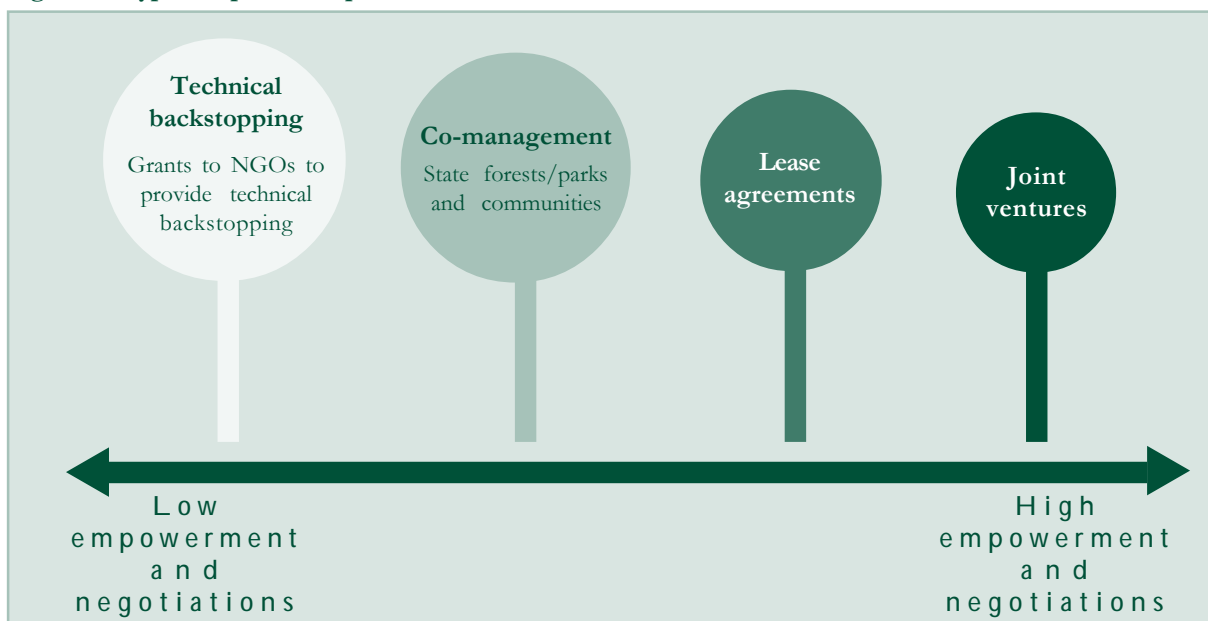 Technical
backstopping
Grants to NGOs to
provide technical
backstopping
Co-management
State forests/parks
and communities
Lease
agreements
Joint
ventures
Low
empowerment
and
negotiations
High
empowerment
and
negotiations